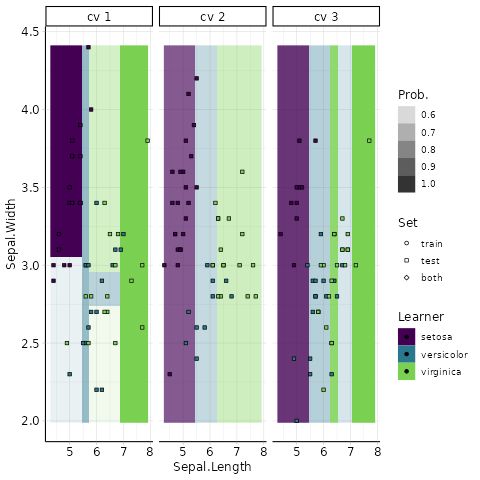 cv 1
cv 2
cv 3
4.5
4.0
3.5
3.0
2.5
2.0
Sepal.Width
5 6 7 8
5 6 7 8
5 6 7 8
Sepal.Length
Prob.
0.6
0.7
0.8
0.9
1.0
Set
train
test
both
Learner
setosa
versicolor
virginica